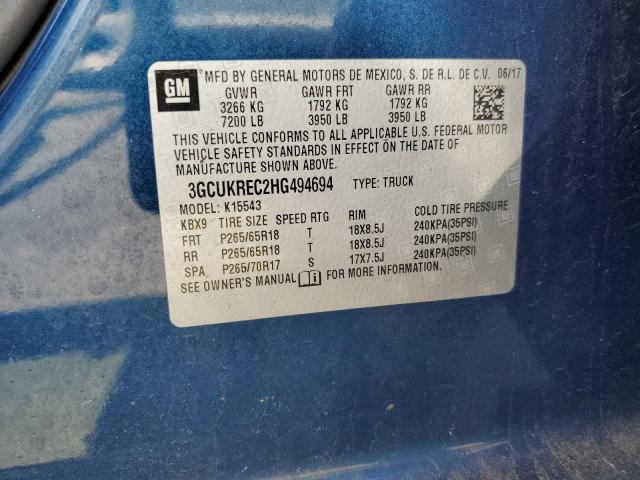 GM MFD BY GENERAL MOTORS DE MEXICO, S. DE R.L. DE C.V. 06/17
GVWR GAWR FRT GAWR RR
3266 KG 1792 KG 1792 KG
7200 LB 3950 LB 3950 LB
THIS VEHICLE CONFORMS TO ALL APPLICABLE U.S. FEDERAL MOTOR
VEHICLE SAFETY STANDARDS IN EFFECT ON THE DATE OF
MANUFACTURE SHOWN ABOVE.
3GCUKREC2HG494694 TYPE: TRUCK
MODEL: K15543
KBX9 TIRE SIZE SPEED RTG RIM COLD TIRE PRESSURE
FRT P265/65R18 T 18X8.5J 240KPA(35PSI)
RR P265/65R18 T 18X8.5J 240KPA(35PSI)
SPA P265/70R17 S 17X7.5J 240KPA(35PSI)
SEE OWNER'S MANUAL FOR MORE INFORMATION.